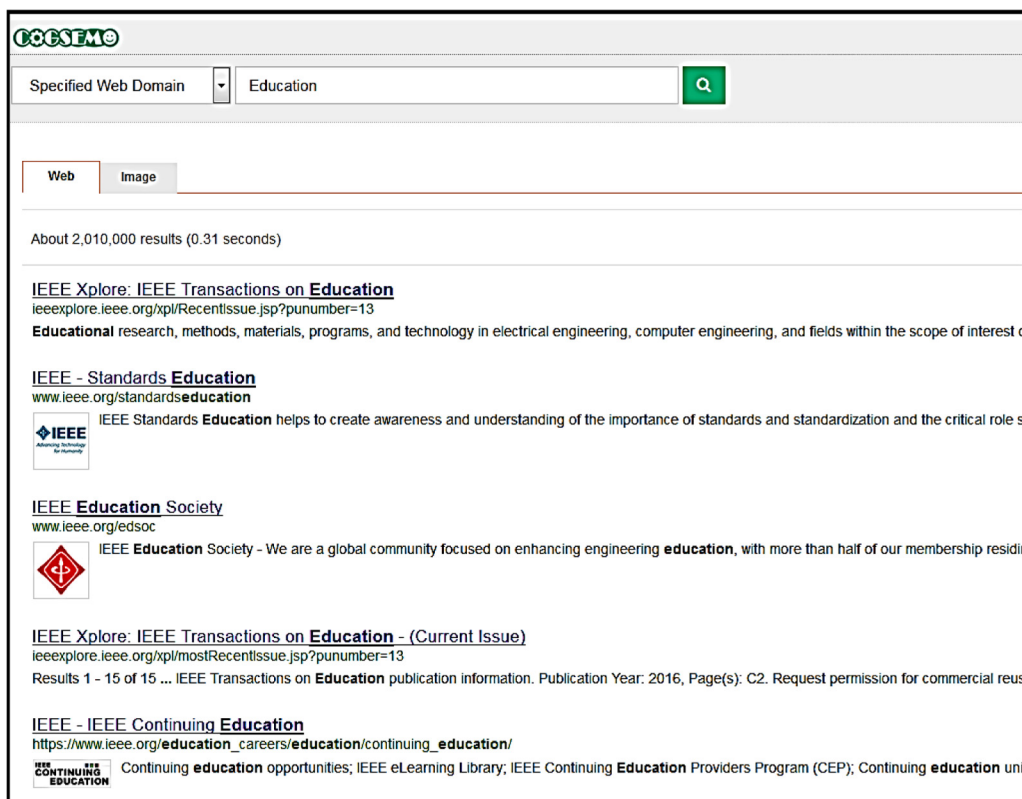 COGSEMO
Specified Web Domain
Education
Web
Image
About 2,010,000 results (0.31 seconds)
IEEE Xplore: IEEE Transactions on Education
ieeexplore.ieee.org/xpl/RecentIssue.jsp?punumber=13
Educational research, methods, materials, programs, and technology in electrical engineering, computer engineering, and fields within the scope of interest
IEEE - Standards Education
www.ieee.org/standardseducation
IEEE
Advancing Technology
for Humanity
IEEE Standards Education helps to create awareness and understanding of the importance of standards and standardization and the critical role
IEEE Education Society
www.ieee.org/edsoc
IEEE Education Society - We are a global community focused on enhancing engineering education, with more than half of our membership
IEEE Xplore: IEEE Transactions on Education - (Current Issue)
ieeexplore.ieee.org/xpl/mostRecentIssue.jsp?punumber=13
Results 1 - 15 of 15 ... IEEE Transactions on Education publication information. Publication Year: 2016, Page(s): C2. Request permission for commercial
IEEE - IEEE Continuing Education
https://www.ieee.org/education_careers/education/continuing_education/
IEEE
CONTINUING
EDUCATION
Continuing education opportunities; IEEE eLearning Library; IEEE Continuing Education Providers Program (CEP); Continuing education